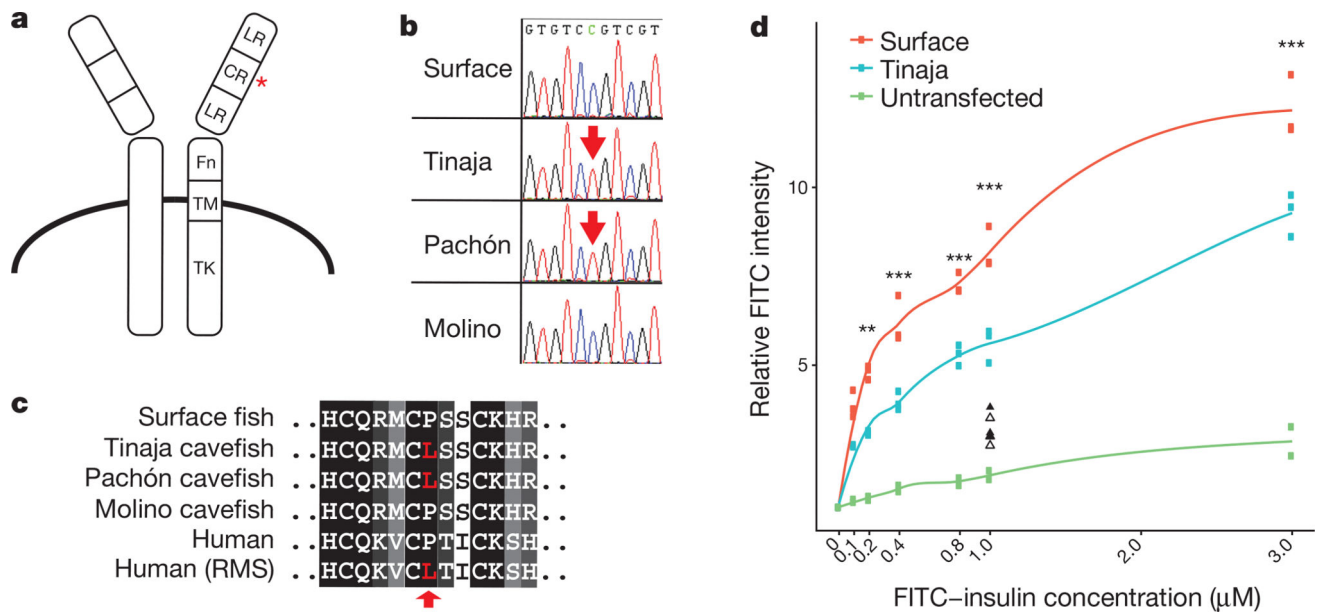 a
LR
CR
*
LR
Fn
TM
TK
b
GTGTCCGTCGT
Surface
Tinaja
Pachón
Molino
c
Surface fish ..HCQRMCPSSCKHR..
Tinaja cavefish ..HCQRMCLSSCKHR..
Pachón cavefish ..HCQRMCLSSCKHR..
Molino cavefish ..HCQRMCPSSCKHR..
Human ..HCQKVCPTICKSH..
Human (RMS) ..HCQKVCLTICKSH..
d
Surface
Tinaja
Untransfected
***
***
***
***
**
Relative FITC intensity
10
5
0
0.1
0.2
0.4
0.8
1.0
2.0
3.0
FITC–insulin concentration (μM)